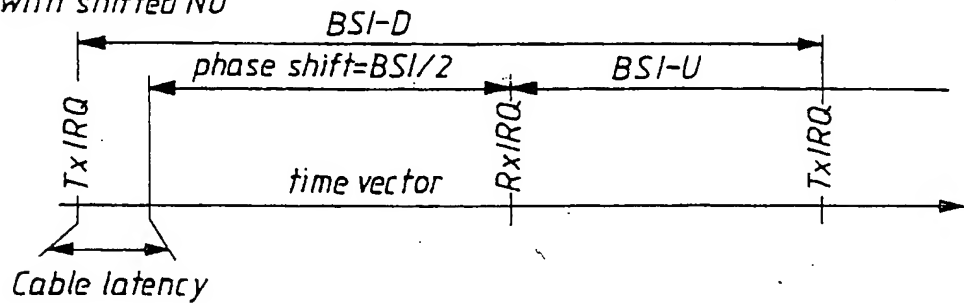 with shifted NU
BSI-D
phase shift=BSI/2
BSI-U
TxIRQ
RxIRQ
TxIRQ
time vector
Cable latency